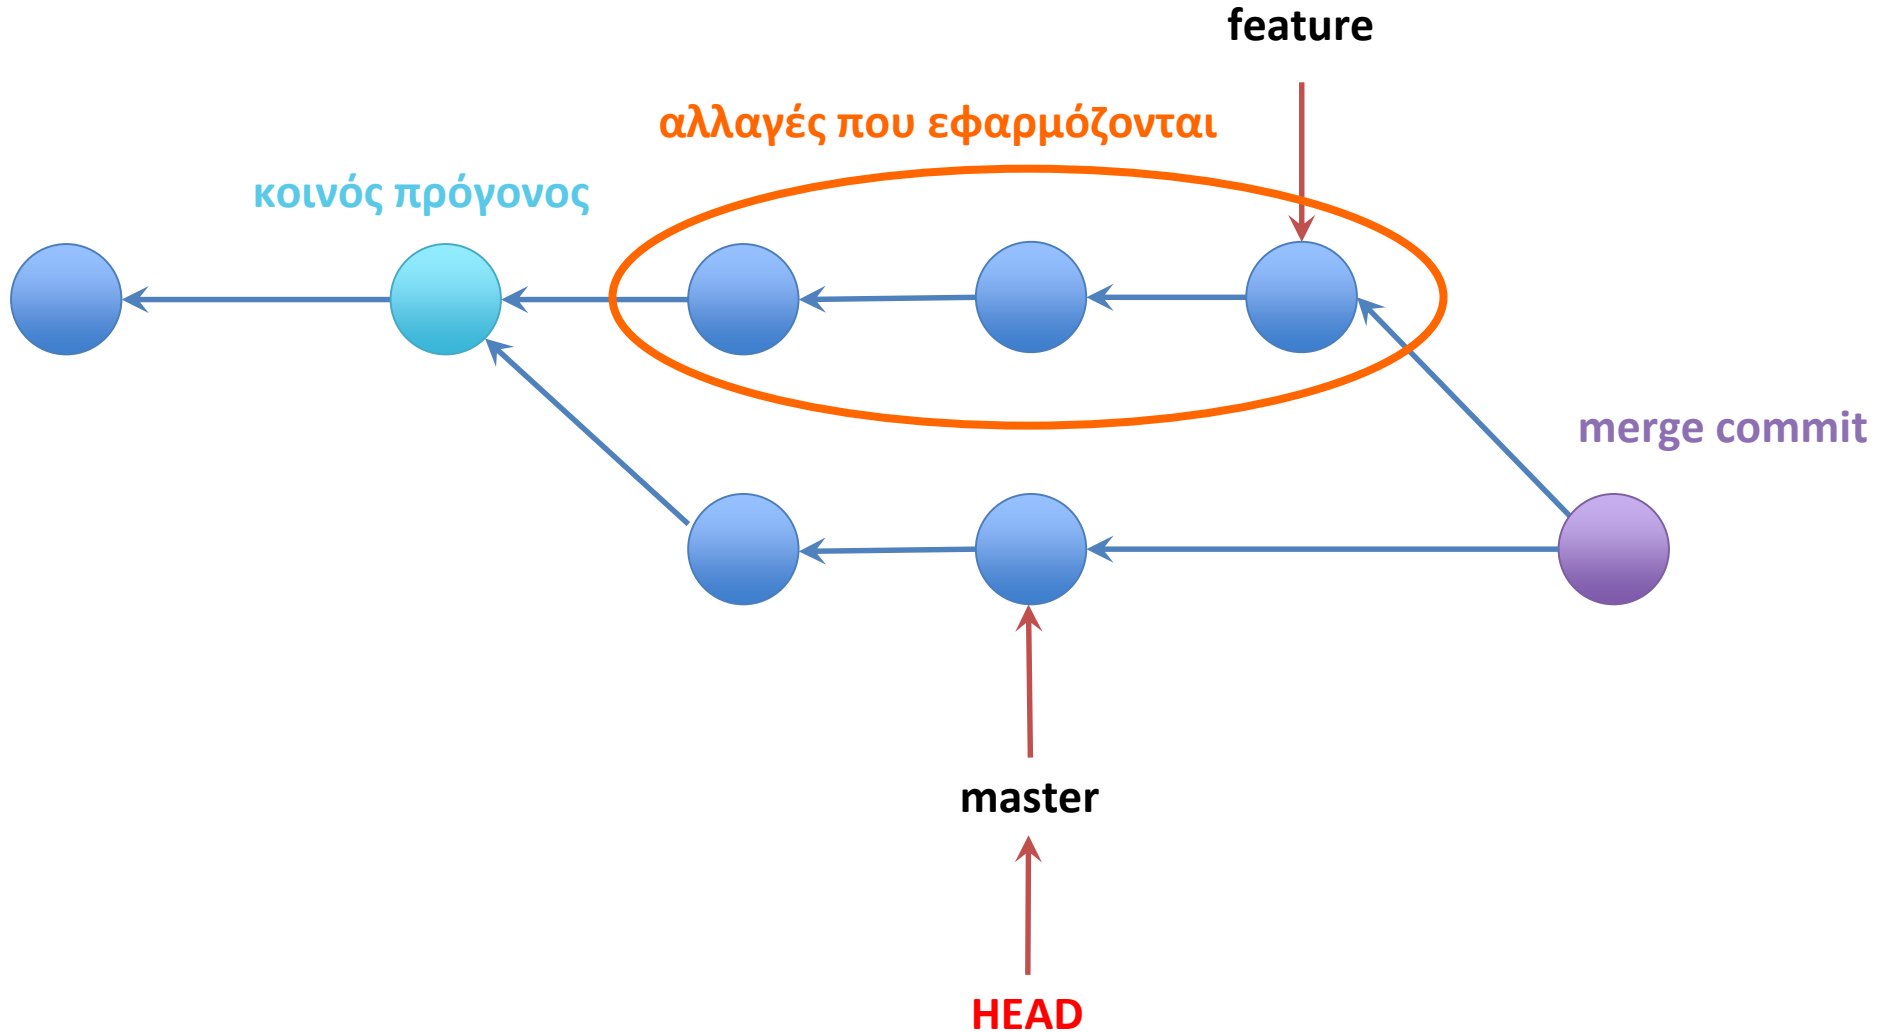 feature
αλλαγές που εφαρμόζονται
κοινός πρόγονος
merge commit
master
HEAD